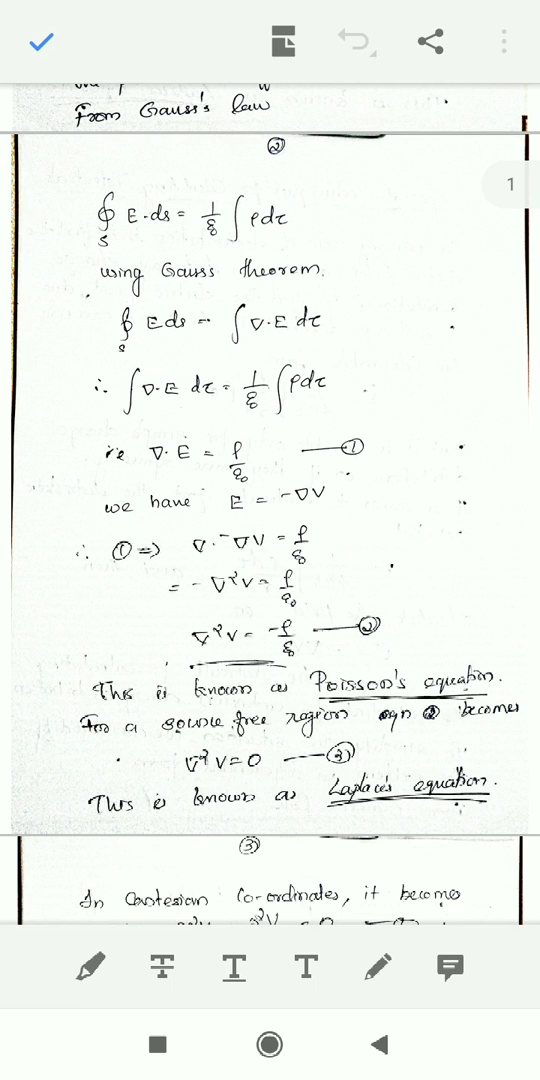 From Gauss's law
②
1
∮_S E.ds = 1/ε₀ ∫ρdτ
using Gauss theorem.
∮_s E ds = ∫∇.E dτ
∴ ∫∇.E dτ = 1/ε₀ ∫ρdτ
ie ∇.E = ρ/ε₀ —①
we have E = -∇V
∴ ①⇒ ∇.-∇V = ρ/ε₀
= -∇²V = ρ/ε₀
∇²V = -ρ/ε₀ —②
This is known as Poisson's equation.
For a source free region eqn ② becomes
∇²V=0 —③
This is known as Laplace's equation.
③
In Cartesian Co-ordinates, it become